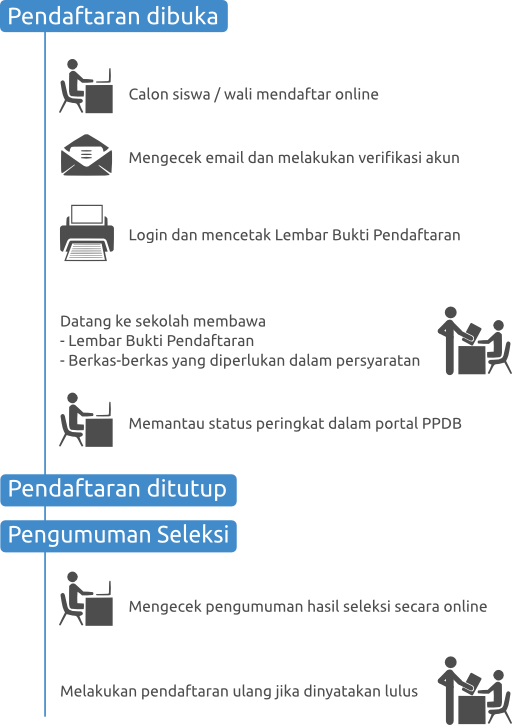 Pendaftaran dibuka
Calon siswa / wali mendaftar online
Mengecek email dan melakukan verifikasi akun
Login dan mencetak Lembar Bukti Pendaftaran
Datang ke sekolah membawa
- Lembar Bukti Pendaftaran
- Berkas-berkas yang diperlukan dalam persyaratan
Memantau status peringkat dalam portal PPDB
Pendaftaran ditutup
Pengumuman Seleksi
Mengecek pengumuman hasil seleksi secara online
Melakukan pendaftaran ulang jika dinyatakan lulus